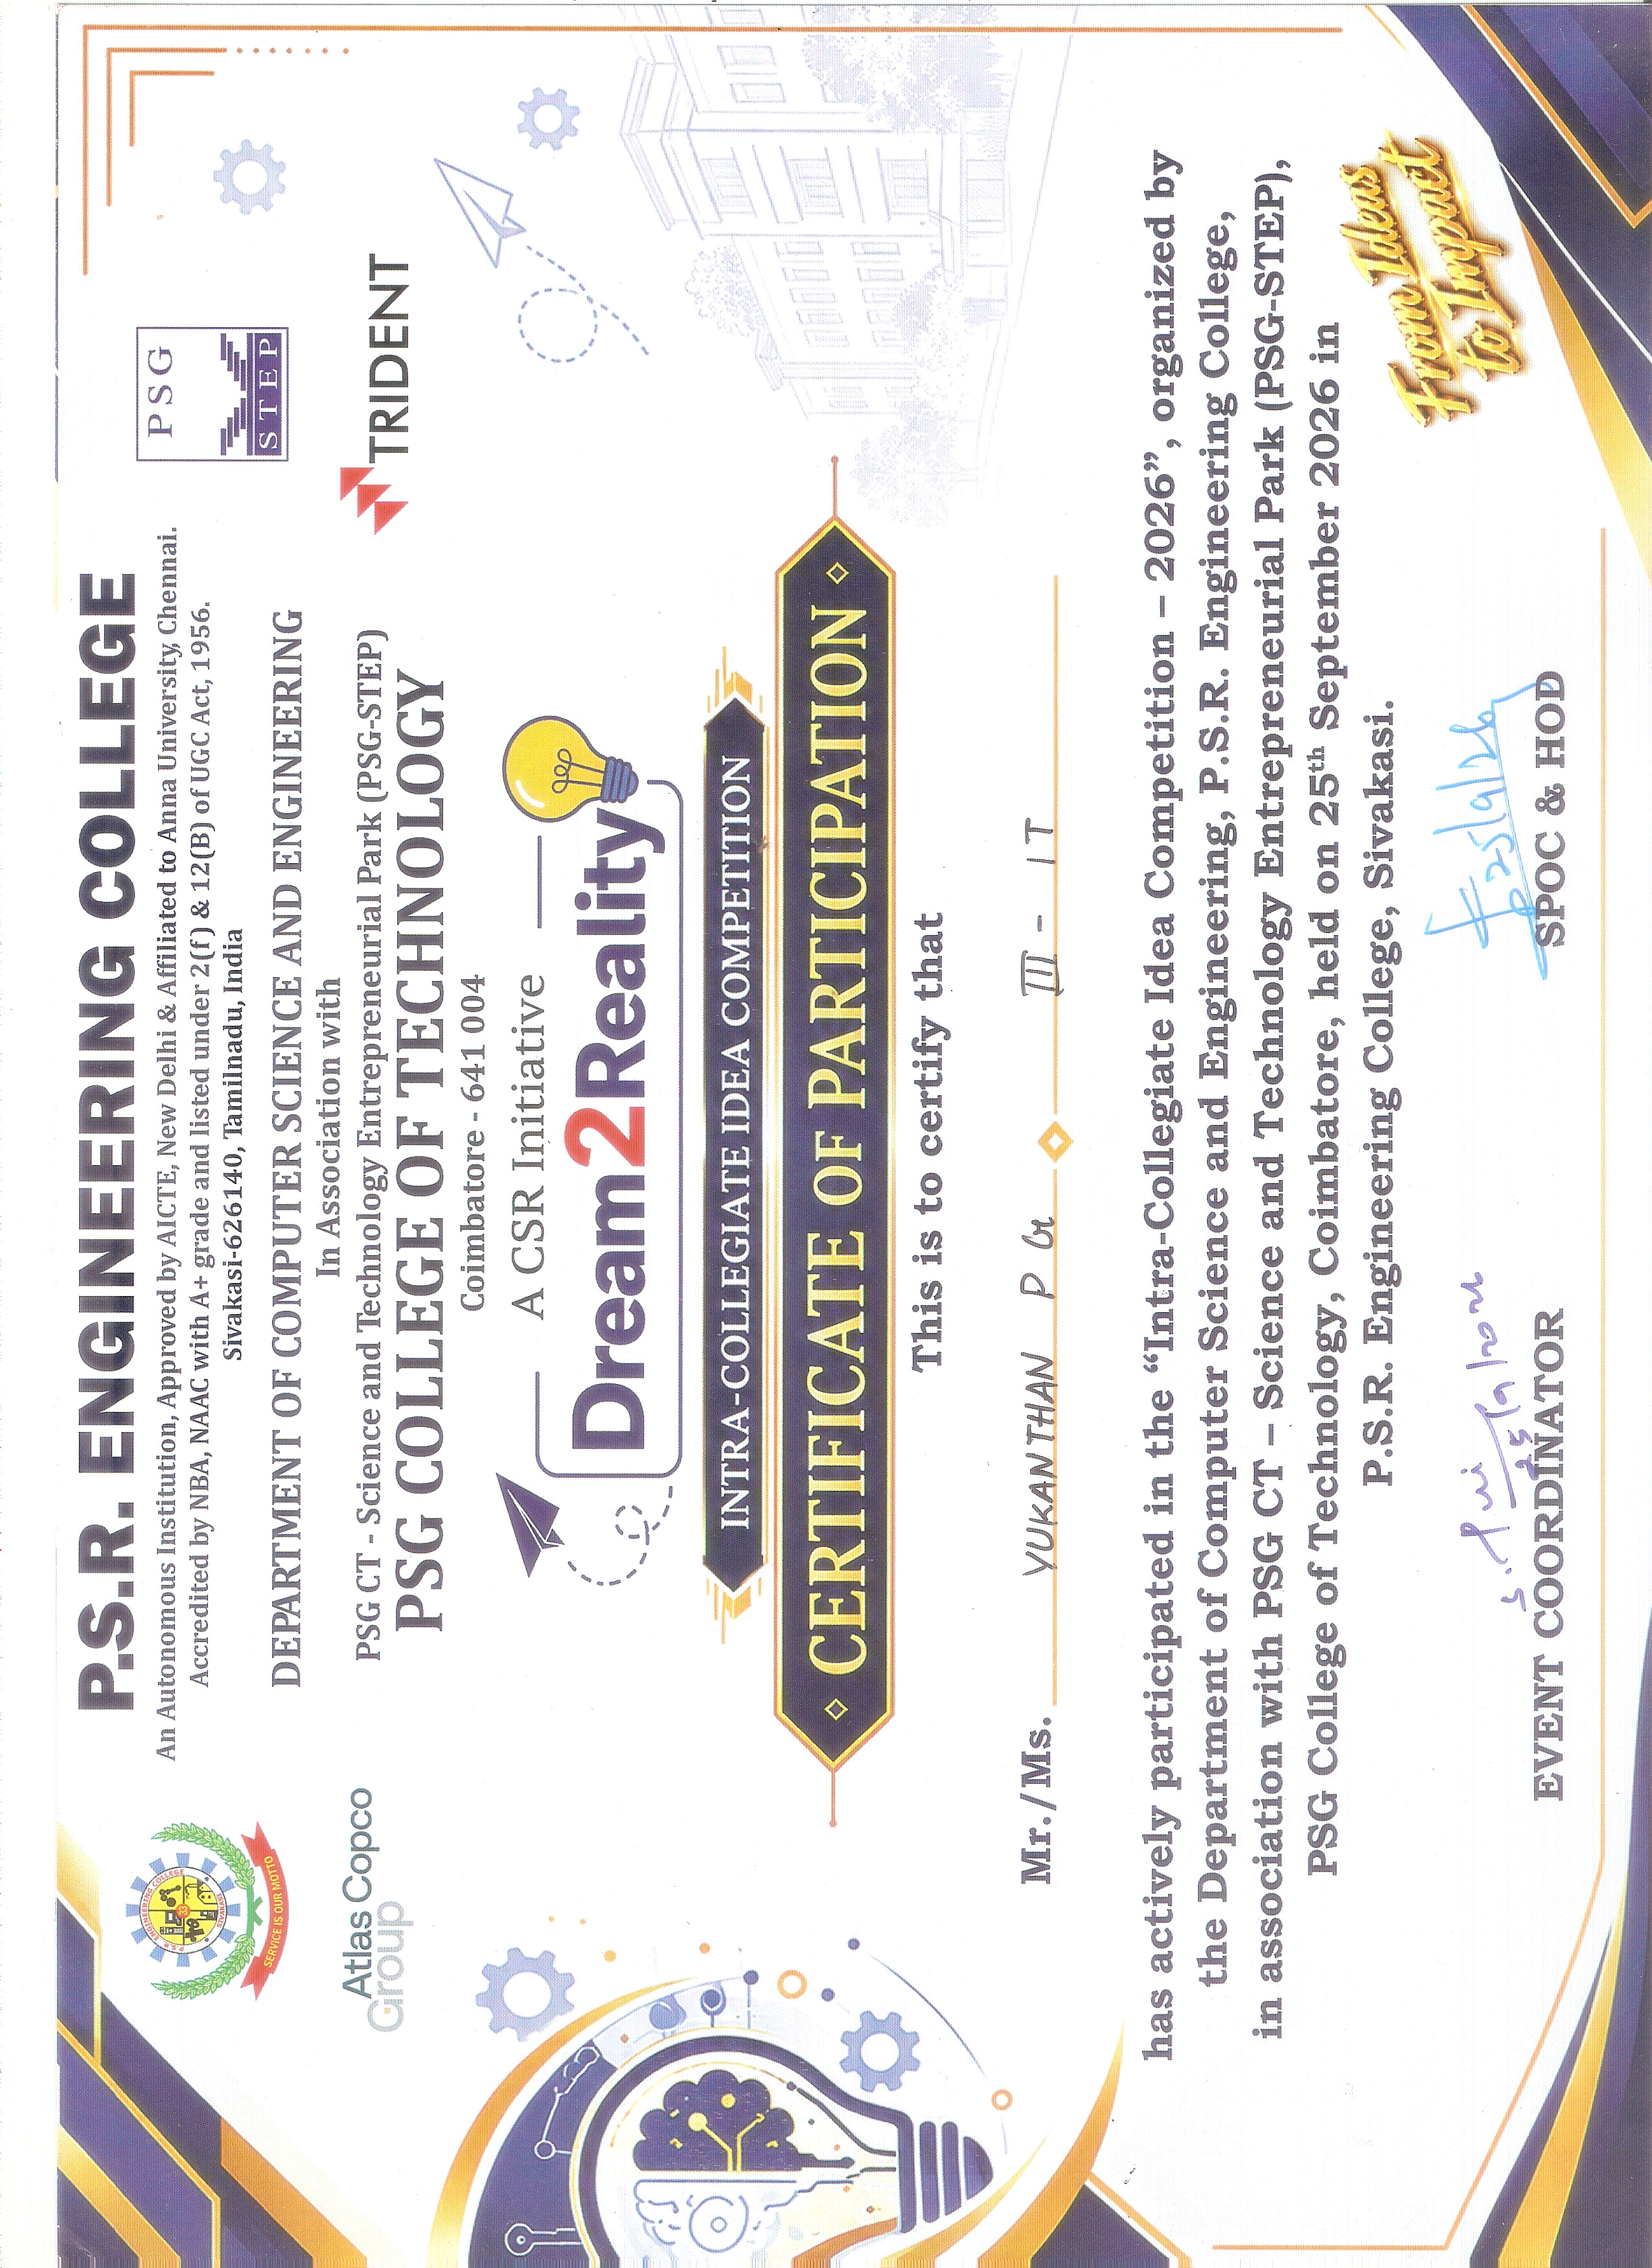 P.S.R. ENGINEERING COLLEGE
An Autonomous Institution, Approved by AICTE, New Delhi & Affiliated to Anna University, Chennai.
Accredited by NBA, NAAC with A+ grade and listed under 2(f) & 12(B) of UGC Act, 1956.
Sivakasi-626140, Tamilnadu, India
P.S.R. ENGINEERING COLLEGE
SIVAKASI
SERVICE IS OUR MOTTO
PSG
STEP
DEPARTMENT OF COMPUTER SCIENCE AND ENGINEERING
In Association with
PSG CT - Science and Technology Entrepreneurial Park (PSG-STEP)
PSG COLLEGE OF TECHNOLOGY
Coimbatore - 641 004
Atlas Copco
Group
TRIDENT
A CSR Initiative
Dream2Reality
INTRA-COLLEGIATE IDEA COMPETITION
CERTIFICATE OF PARTICIPATION
This is to certify that
Mr./Ms. YUKANTHAN P G III - IT
has actively participated in the “Intra-Collegiate Idea Competition – 2026”, organized by
the Department of Computer Science and Engineering, P.S.R. Engineering College,
in association with PSG CT – Science and Technology Entrepreneurial Park (PSG-STEP),
PSG College of Technology, Coimbatore, held on 25th September 2026 in
P.S.R. Engineering College, Sivakasi.
From Ideas
to Impact
25/9/26
EVENT COORDINATOR
SPOC & HOD